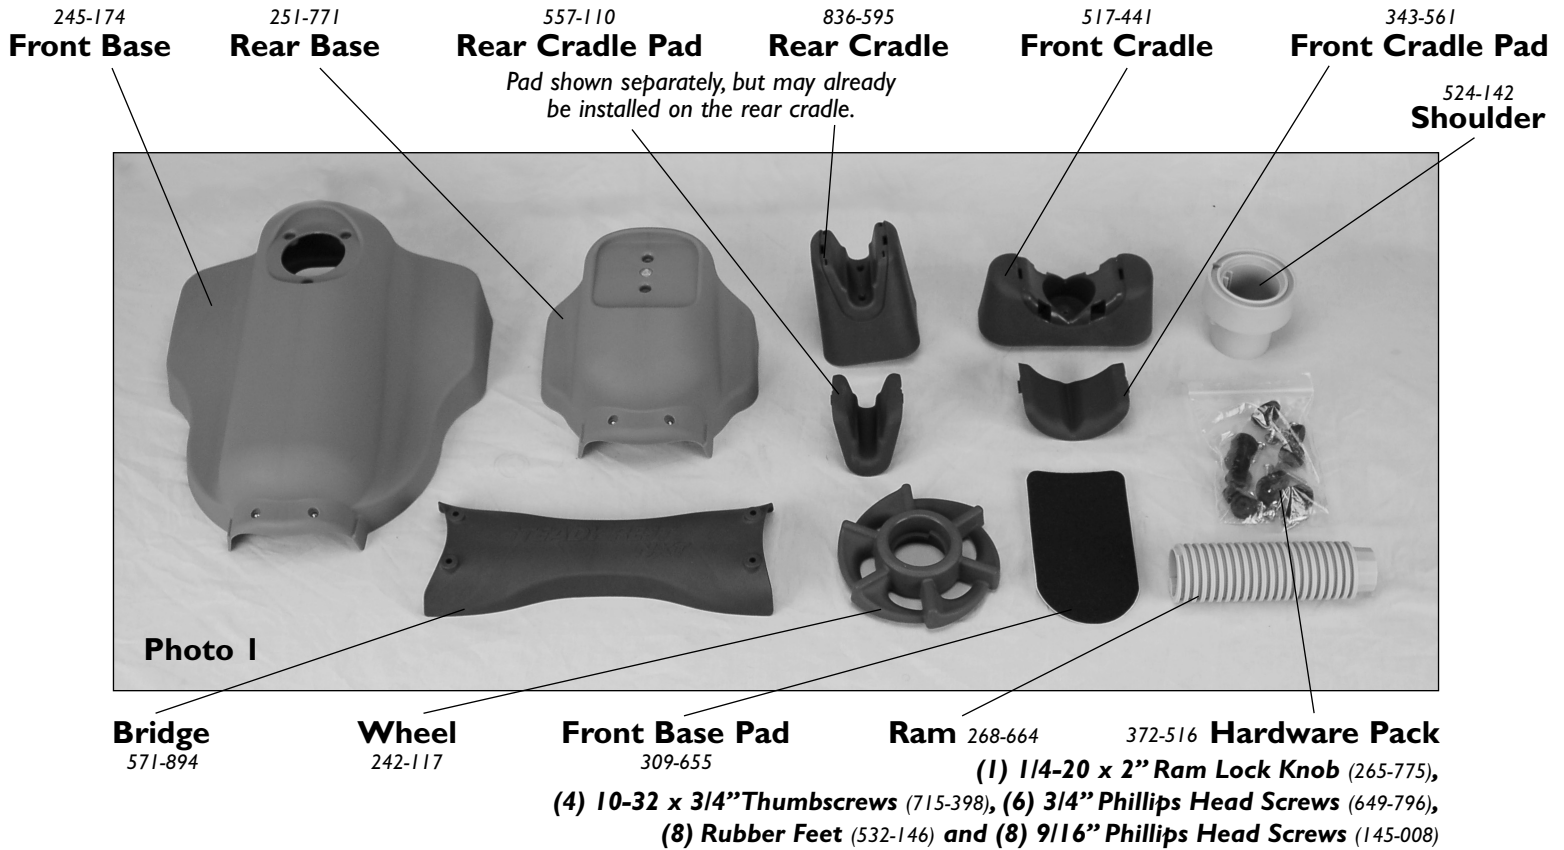 245-174
Front Base
251-771
Rear Base
557-110
Rear Cradle Pad
836-595
Rear Cradle
517-441
Front Cradle
343-561
Front Cradle Pad
Pad shown separately, but may already
be installed on the rear cradle.
524-142
Shoulder
Photo 1
Bridge
571-894
Wheel
242-117
Front Base Pad
309-655
Ram 268-664
372-516 Hardware Pack
(1) 1/4-20 x 2” Ram Lock Knob (265-775),
(4) 10-32 x 3/4” Thumbscrews (715-398), (6) 3/4” Phillips Head Screws (649-796),
(8) Rubber Feet (532-146) and (8) 9/16” Phillips Head Screws (145-008)